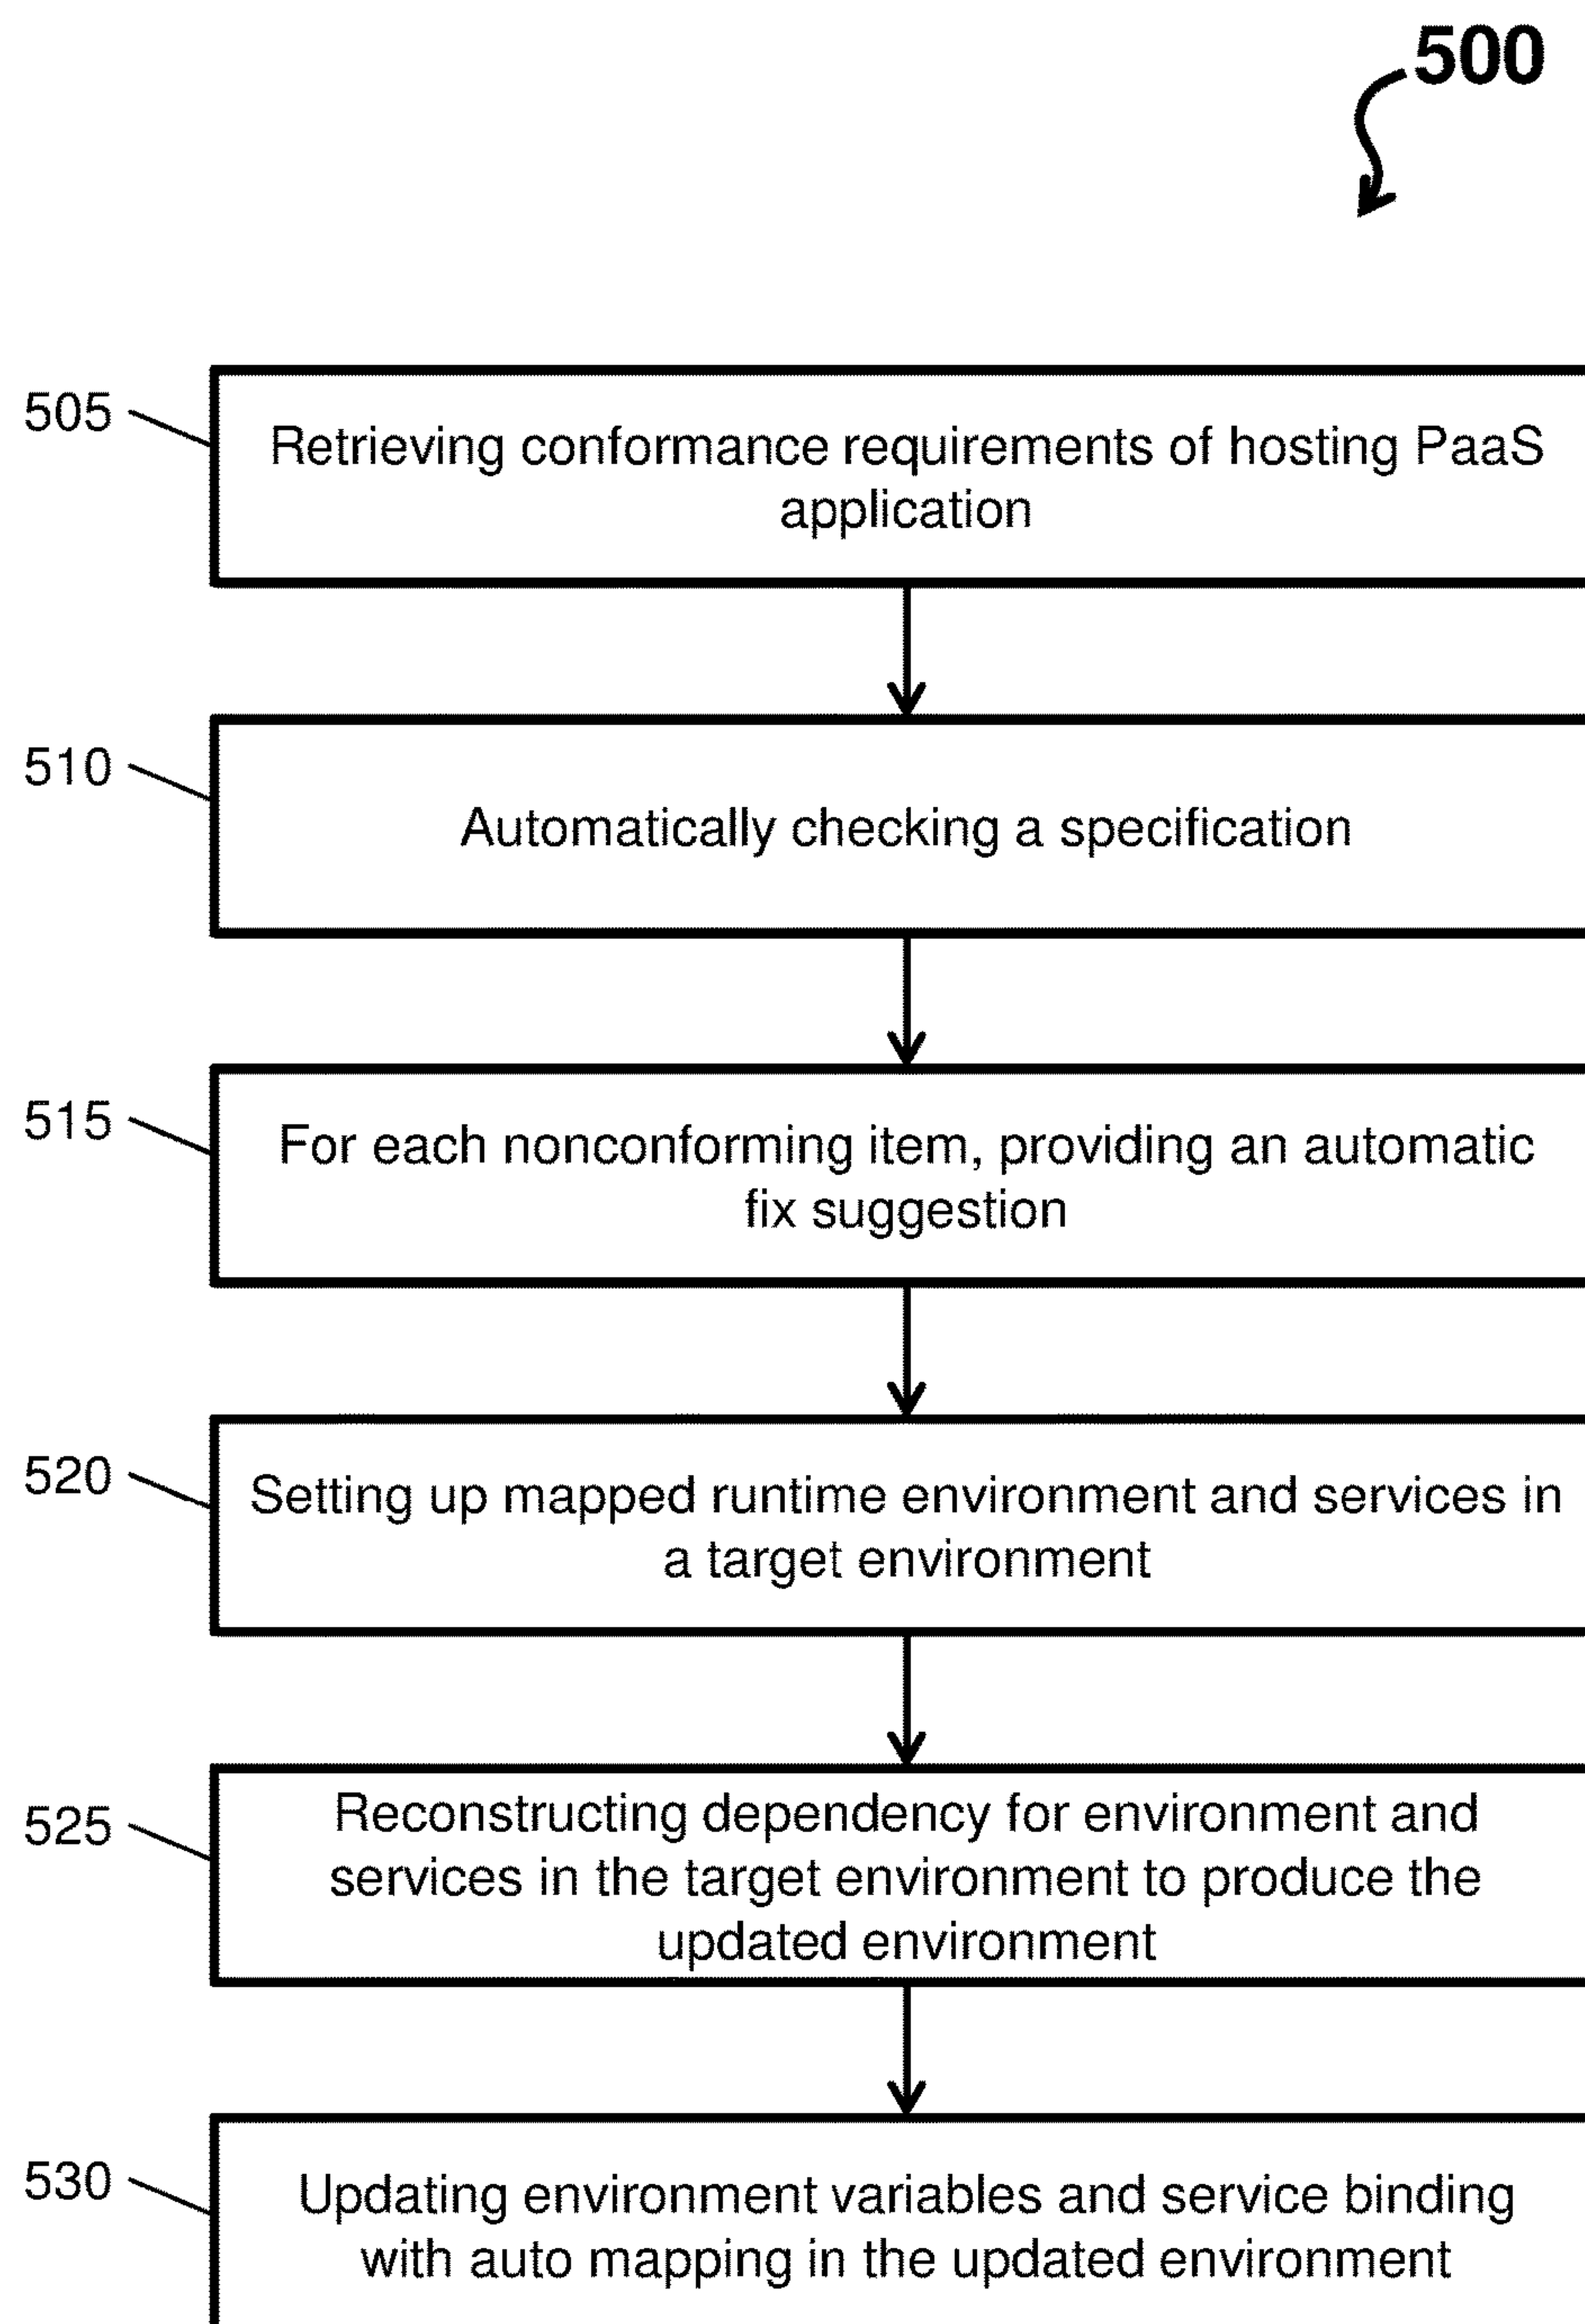 500
505
Retrieving conformance requirements of hosting PaaS
application
510
Automatically checking a specification
515
For each nonconforming item, providing an automatic
fix suggestion
520
Setting up mapped runtime environment and services in
a target environment
525
Reconstructing dependency for environment and
services in the target environment to produce the
updated environment
530
Updating environment variables and service binding
with auto mapping in the updated environment